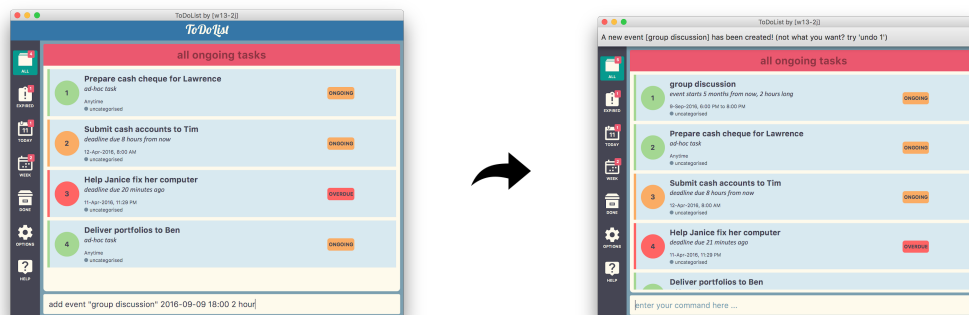 ToDoList by [w13-2j]
ToDoList
all ongoing tasks
ALL
EXPIRED
11
TODAY
WEEK
DONE
OPTIONS
?
HELP
1
Prepare cash cheque for Lawrence
ad-hoc task
Anytime
uncategorised
ONGOING
2
Submit cash accounts to Tim
deadline due 8 hours from now
12-Apr-2016, 8:00 AM
uncategorised
ONGOING
3
Help Janice fix her computer
deadline due 20 minutes ago
11-Apr-2016, 11:29 PM
uncategorised
OVERDUE
4
Deliver portfolios to Ben
ad-hoc task
Anytime
uncategorised
ONGOING
add event "group discussion" 2016-09-09 18:00 2 hour
ToDoList by [w13-2j]
A new event [group discussion] has been created! (not what you want? try 'undo 1')
all ongoing tasks
ALL
EXPIRED
11
TODAY
WEEK
DONE
OPTIONS
?
HELP
1
group discussion
event starts 5 months from now, 2 hours long
9-Sep-2016, 6:00 PM to 8:00 PM
uncategorised
ONGOING
2
Prepare cash cheque for Lawrence
ad-hoc task
Anytime
uncategorised
ONGOING
3
Submit cash accounts to Tim
deadline due 8 hours from now
12-Apr-2016, 8:00 AM
uncategorised
ONGOING
4
Help Janice fix her computer
deadline due 21 minutes ago
11-Apr-2016, 11:29 PM
uncategorised
OVERDUE
Deliver portfolios to Ben
enter your command here ...